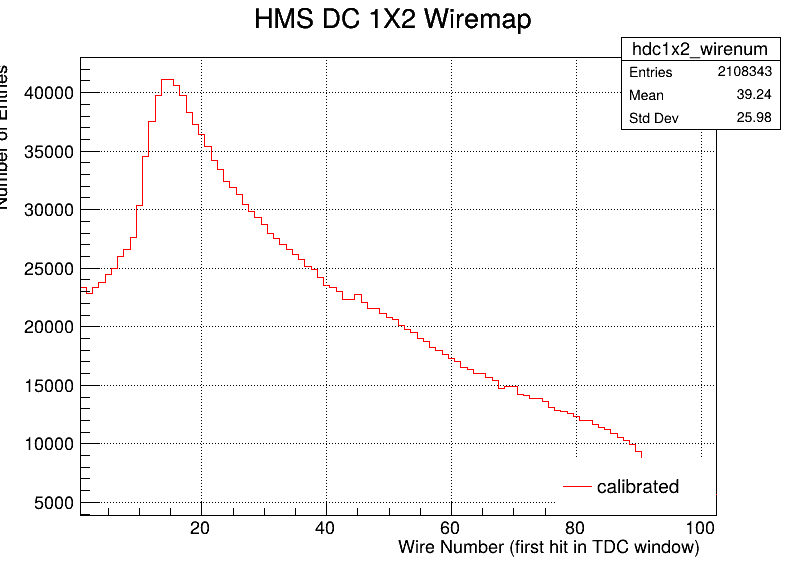 HMS DC 1X2 Wiremap
hdc1x2_wirenum
Entries 2108343
Mean 39.24
Std Dev 25.98
Number of Entries
40000
35000
30000
25000
20000
15000
10000
5000
calibrated
20 40 60 80 100
Wire Number (first hit in TDC window)